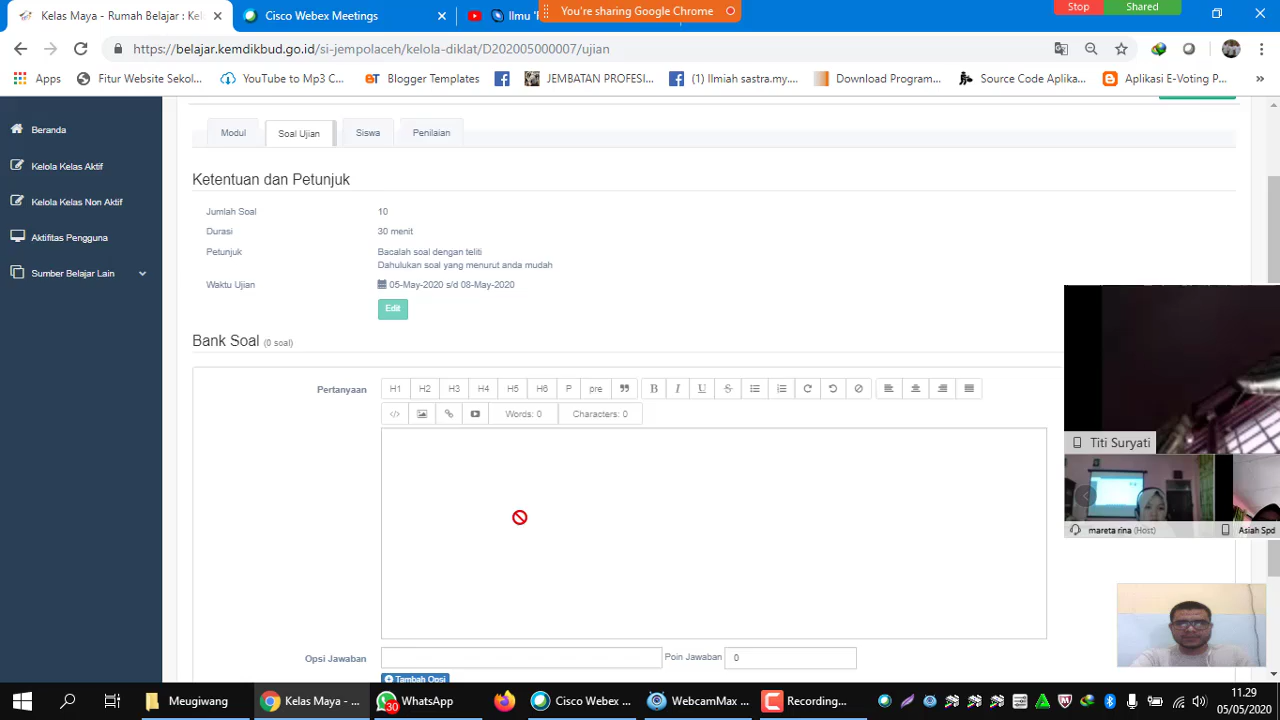 Kelas Maya - Rumah Belajar : Kel
Cisco Webex Meetings
Ilmu '
You're sharing Google Chrome
Stop
Shared
https://belajar.kemdikbud.go.id/si-jempolaceh/kelola-diklat/D202005000007/ujian
Apps
Fitur Website Sekol...
YouTube to Mp3 C...
eT Blogger Templates
JEMBATAN PROFESI...
(1) Ilmiah sastra.my....
Download Program...
Source Code Aplika...
Aplikasi E-Voting P...
»
Beranda
Kelola Kelas Aktif
Kelola Kelas Non Aktif
Aktifitas Pengguna
Sumber Belajar Lain
Modul
Soal Ujian
Siswa
Penilaian
Ketentuan dan Petunjuk
Jumlah Soal 10
Durasi 30 menit
Petunjuk Bacalah soal dengan teliti
Dahulukan soal yang menurut anda mudah
Waktu Ujian 05-May-2020 s/d 08-May-2020
Edit
Bank Soal (0 soal)
Pertanyaan H1 H2 H3 H4 H5 H6 P pre B I U S
</> Words: 0 Characters: 0
Opsi Jawaban Poin Jawaban 0
Tambah Opsi
Titi Suryati
mareta rina (Host)
Asiah Spd
Meugiwang
Kelas Maya - ...
30
WhatsApp
Cisco Webex ...
WebcamMax ...
Recording...
11.29
05/05/2020